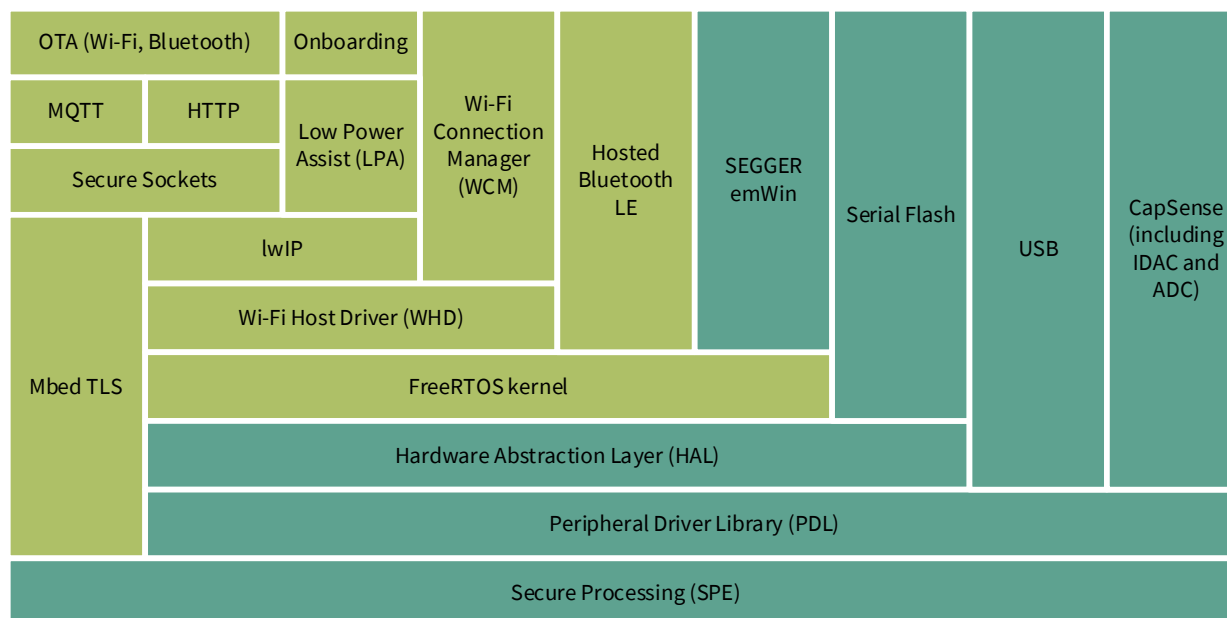 OTA (Wi-Fi, Bluetooth)
Onboarding
MQTT
HTTP
Low Power
Assist (LPA)
Wi-Fi
Connection
Manager
(WCM)
Hosted
Bluetooth
LE
SEGGER
emWin
Serial Flash
USB
CapSense
(including
IDAC and
ADC)
Secure Sockets
lwIP
Wi-Fi Host Driver (WHD)
Mbed TLS
FreeRTOS kernel
Hardware Abstraction Layer (HAL)
Peripheral Driver Library (PDL)
Secure Processing (SPE)